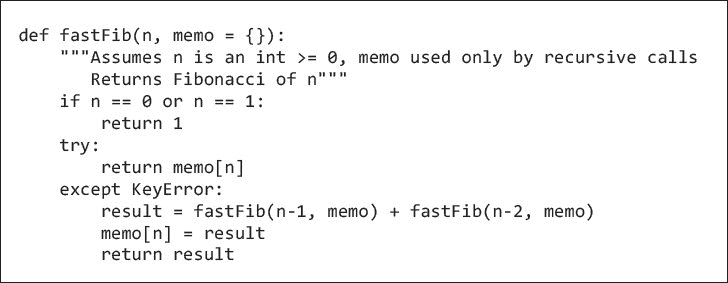 def fastFib(n, memo = {}):
    """Assumes n is an int >= 0, memo used only by recursive calls
       Returns Fibonacci of n"""
    if n == 0 or n == 1:
        return 1
    try:
        return memo[n]
    except KeyError:
        result = fastFib(n-1, memo) + fastFib(n-2, memo)
        memo[n] = result
        return result